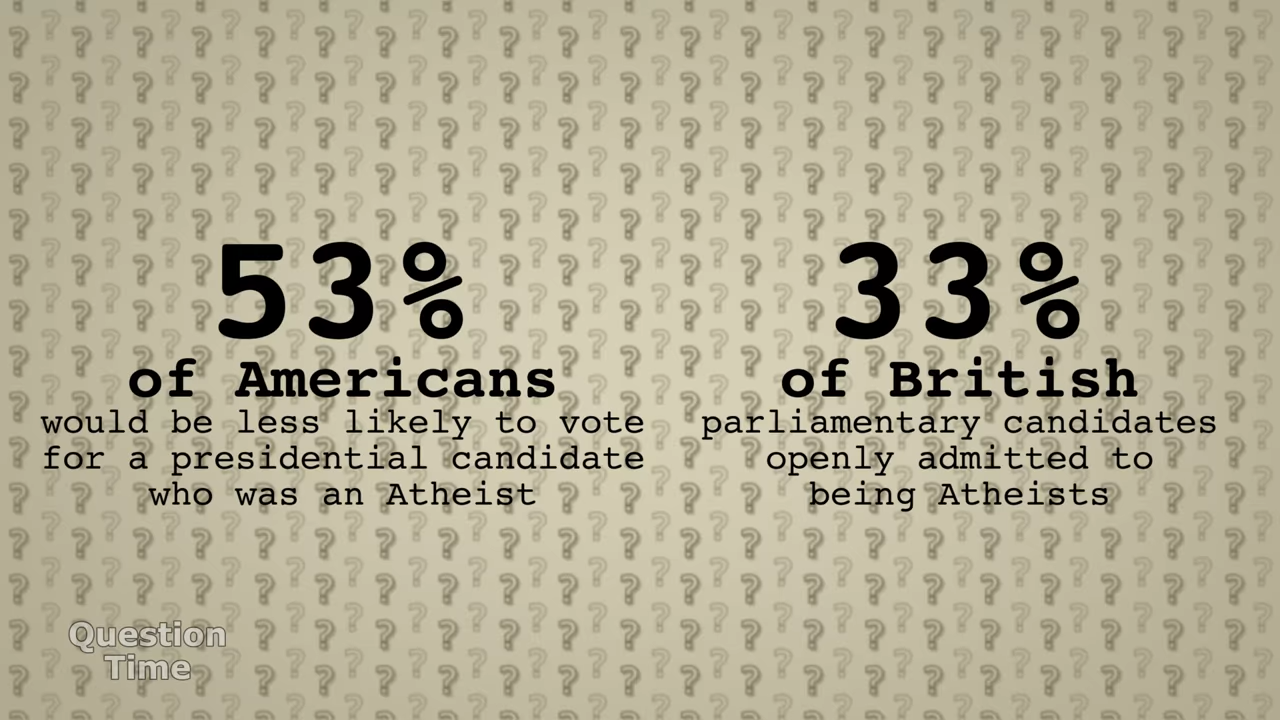 53%
of Americans
would be less likely to vote
for a presidential candidate
who was an Atheist
33%
of British
parliamentary candidates
openly admitted to
being Atheists
Question
Time